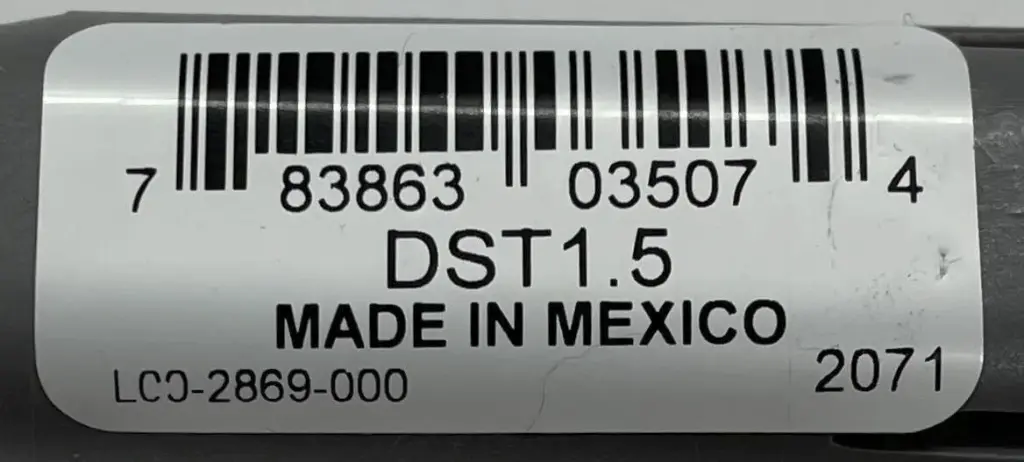 7 83863 03507 4
DST1.5
MADE IN MEXICO
2071
LC0-2869-000